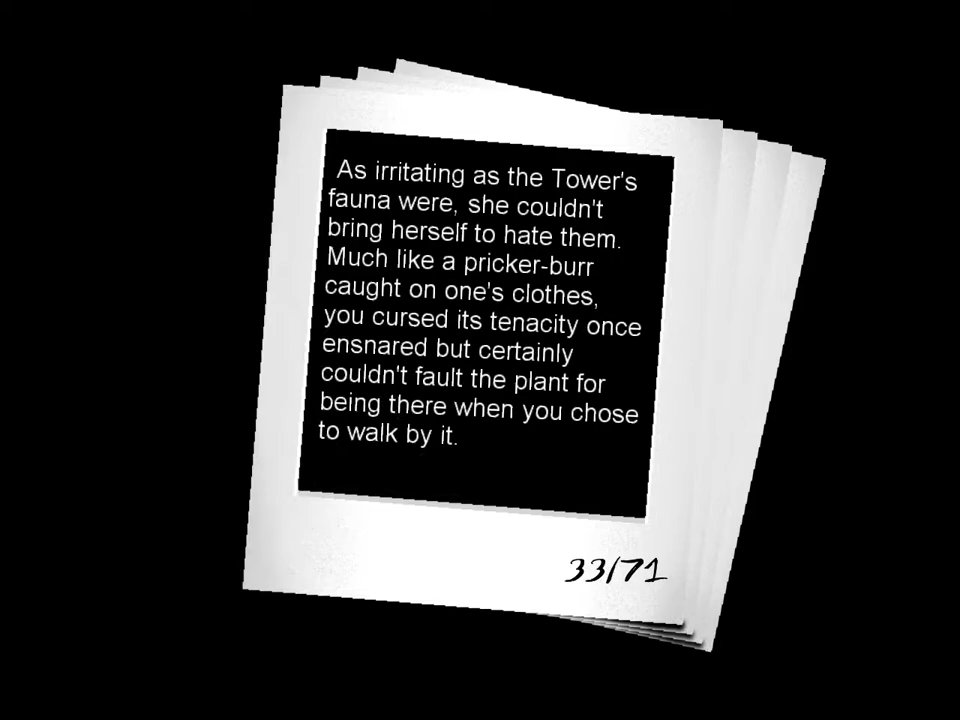 As irritating as the Tower's
fauna were, she couldn't
bring herself to hate them.
Much like a pricker-burr
caught on one's clothes,
you cursed its tenacity once
ensnared but certainly
couldn't fault the plant for
being there when you chose
to walk by it.
33/71